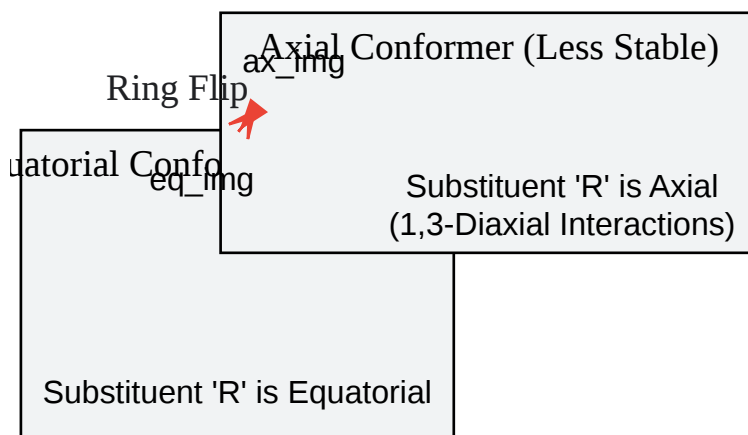 Axial Conformer (Less Stable)
ax_img
Ring Flip
uatorial Confo
eq_img
Substituent 'R' is Axial
(1,3-Diaxial Interactions)
Substituent 'R' is Equatorial